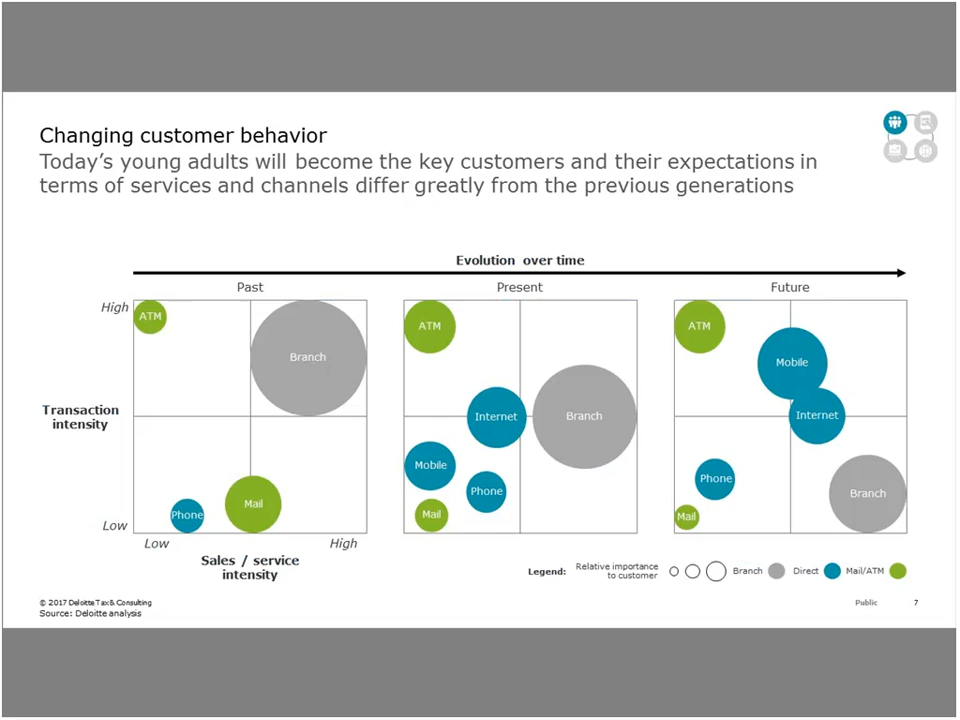 Changing customer behavior
Today's young adults will become the key customers and their expectations in
terms of services and channels differ greatly from the previous generations
Evolution over time
Past
Present
Future
High
ATM
Branch
Transaction
intensity
Phone
Mail
Low
Low
High
Sales / service
intensity
ATM
Internet
Branch
Mobile
Phone
Mail
ATM
Mobile
Internet
Phone
Branch
Mail
Legend:
Relative importance
to customer
Branch
Direct
Mail/ATM
© 2017 Deloitte Tax & Consulting
Source: Deloitte analysis
Public
7